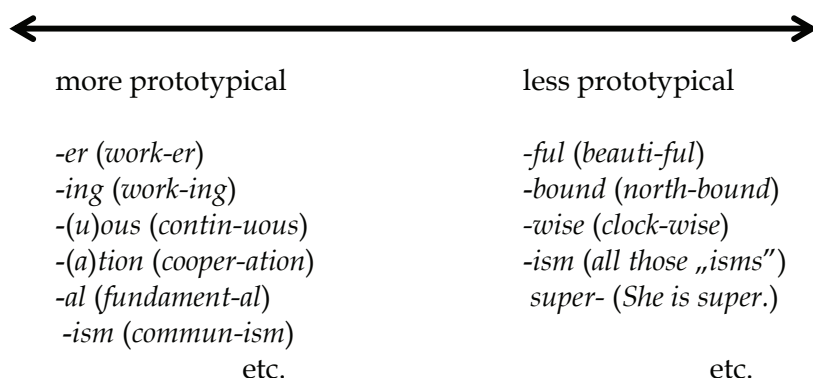 more prototypical
-er (work-er)
-ing (work-ing)
-(u)ous (contin-uous)
-(a)tion (cooper-ation)
-al (fundament-al)
-ism (commun-ism)
etc.
less prototypical
-ful (beauti-ful)
-bound (north-bound)
-wise (clock-wise)
-ism (all those „isms”)
super- (She is super.)
etc.